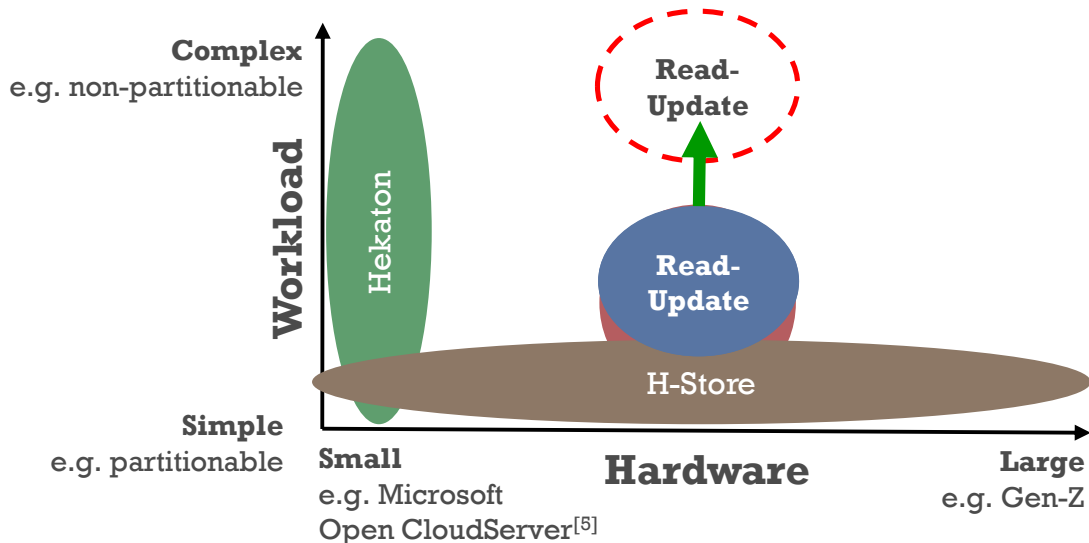 Complex
e.g. non-partitionable
Read-
Update
Workload
Hekaton
Read-
Update
H-Store
Simple
e.g. partitionable
Small
e.g. Microsoft
Open CloudServer[5]
Hardware
Large
e.g. Gen-Z